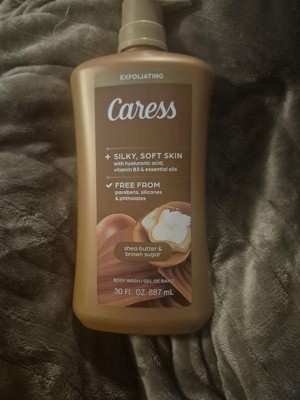 EXFOLIATING
Caress
+ SILKY, SOFT SKIN
with hyaluronic acid,
vitamin B3 & essential oils
✓ FREE FROM
parabens, silicones
& phthalates
shea butter &
brown sugar
BODY WASH / GEL DE BAÑO
30 FL. OZ 887 mL